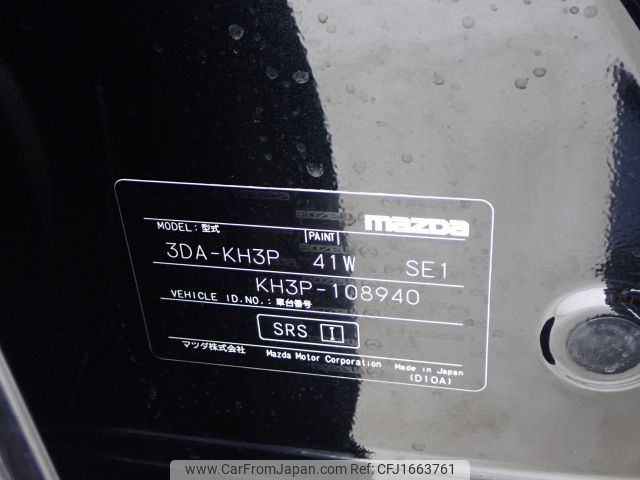 mazda
MODEL: 型式 PAINT
3DA-KH3P 41W SE1
KH3P-108940
VEHICLE ID.NO.: 車台番号
SRS I
マツダ株式会社 Mazda Motor Corporation Made in Japan
(D10A)
www.CarFromJapan.com | Ref No: CFJ1663761